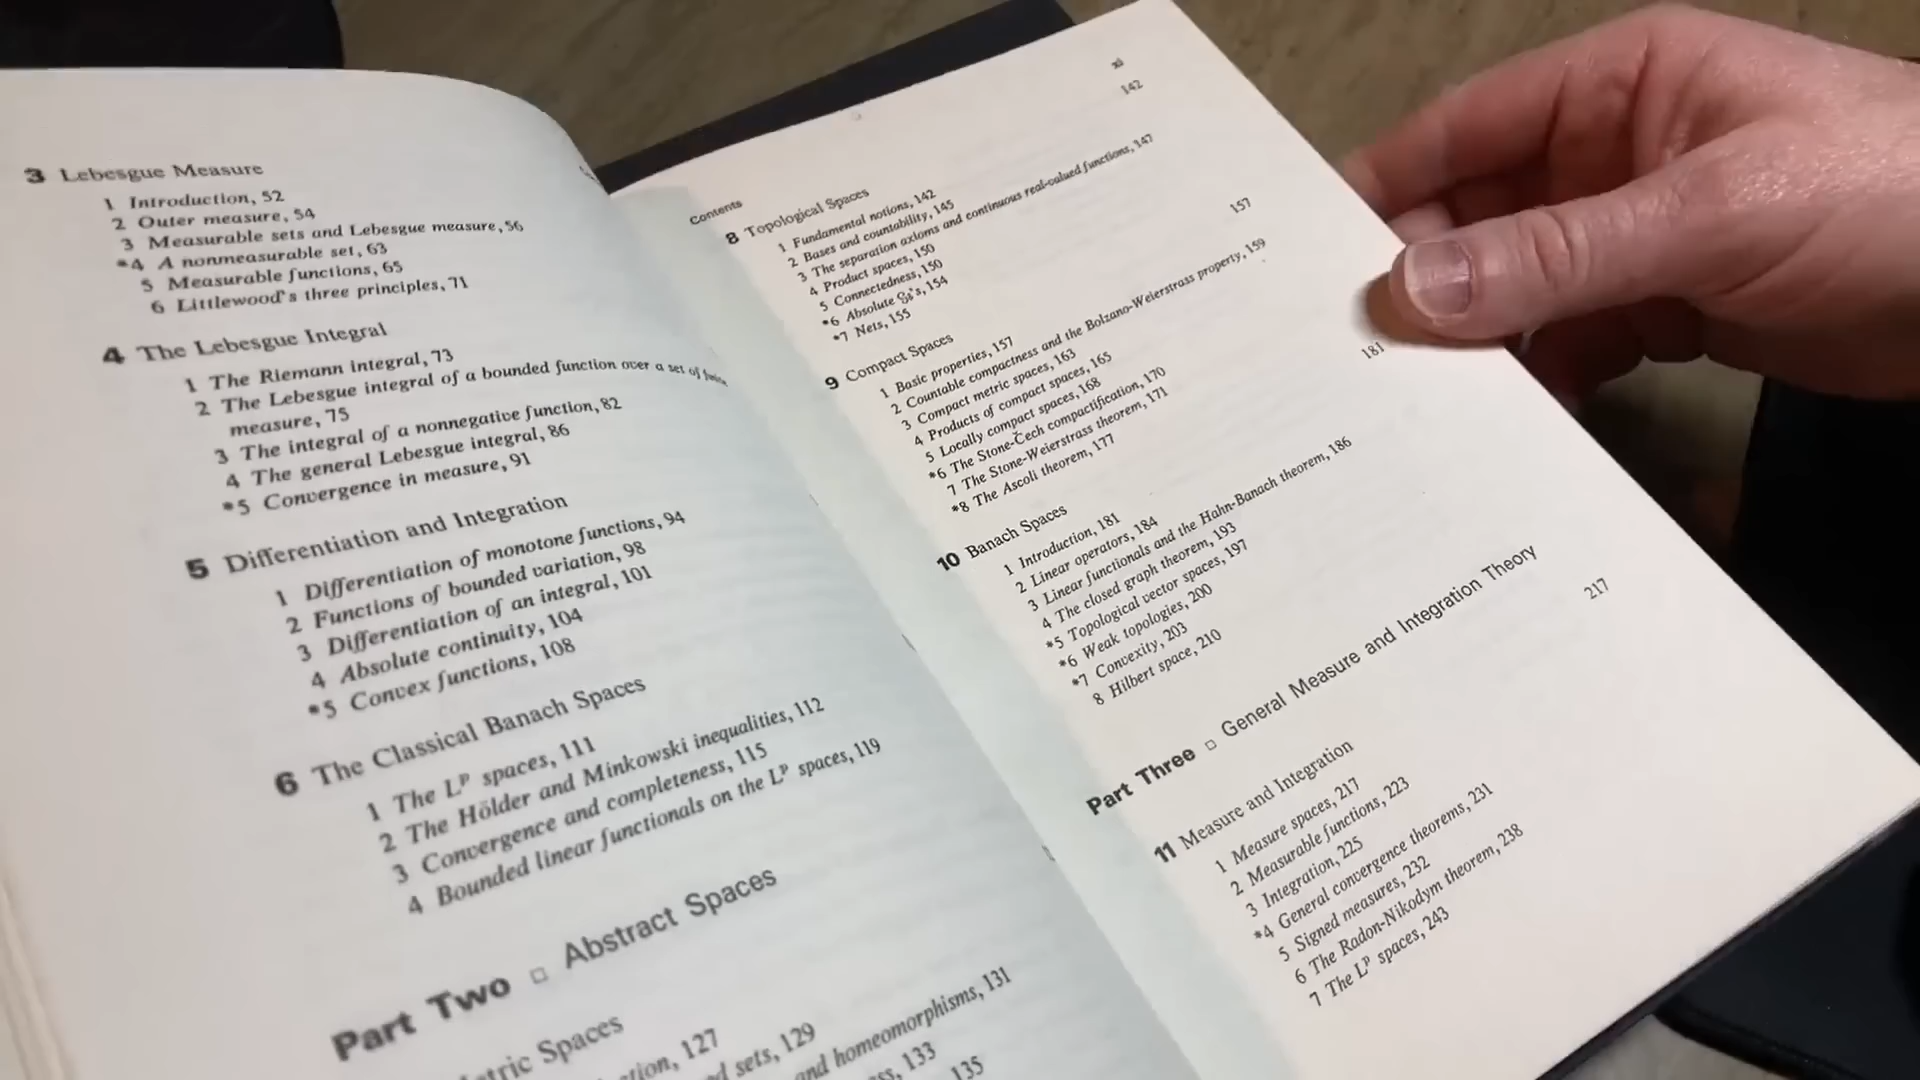 3 Lebesgue Measure
1 Introduction, 52
2 Outer measure, 54
3 Measurable sets and Lebesgue measure, 56
*4 A nonmeasurable set, 63
5 Measurable functions, 65
6 Littlewood's three principles, 71
4 The Lebesgue Integral
1 The Riemann integral, 73
2 The Lebesgue integral of a bounded function over a set of finite
measure, 75
3 The integral of a nonnegative function, 82
4 The general Lebesgue integral, 86
*5 Convergence in measure, 91
5 Differentiation and Integration
1 Differentiation of monotone functions, 94
2 Functions of bounded variation, 98
3 Differentiation of an integral, 101
4 Absolute continuity, 104
*5 Convex functions, 108
6 The Classical Banach Spaces
1 The Lᵖ spaces, 111
2 The Hölder and Minkowski inequalities, 112
3 Convergence and completeness, 115
4 Bounded linear functionals on the Lᵖ spaces, 119
Part Two □ Abstract Spaces
Spaces
127
sets, 129
and homeomorphisms, 131
133
135
Contents xi
8 Topological Spaces 142
1 Fundamental notions, 142
2 Bases and countability, 145
3 The separation axioms and continuous real-valued functions, 147
4 Product spaces, 150
5 Connectedness, 150
*6 Absolute 𝒢δ's, 154
*7 Nets, 155
9 Compact Spaces 157
1 Basic properties, 157
2 Countable compactness and the Bolzano-Weierstrass property, 159
3 Compact metric spaces, 163
4 Products of compact spaces, 165
5 Locally compact spaces, 168
*6 The Stone-Čech compactification, 170
7 The Stone-Weierstrass theorem, 171
*8 The Ascoli theorem, 177
10 Banach Spaces 181
1 Introduction, 181
2 Linear operators, 184
3 Linear functionals and the Hahn-Banach theorem, 186
4 The closed graph theorem, 193
*5 Topological vector spaces, 197
*6 Weak topologies, 200
*7 Convexity, 203
8 Hilbert space, 210
Part Three □ General Measure and Integration Theory
11 Measure and Integration 217
1 Measure spaces, 217
2 Measurable functions, 223
3 Integration, 225
*4 General convergence theorems, 231
5 Signed measures, 232
6 The Radon-Nikodym theorem, 238
7 The Lᵖ spaces, 243